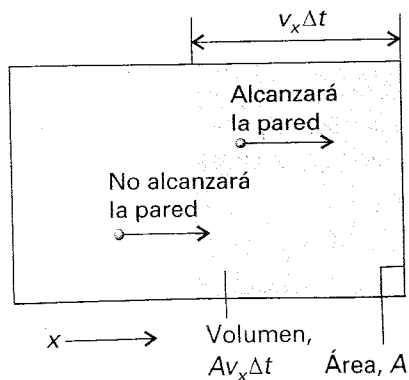 vₓΔt
Alcanzará
la pared
No alcanzará
la pared
x
Volumen,
AvₓΔt
Área, A